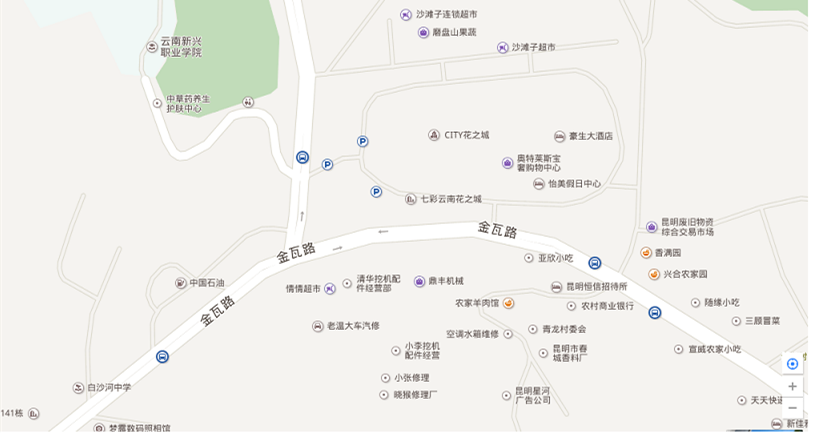 沙滩子连锁超市
磨盘山果蔬
云南新兴
职业学院
沙滩子超市
中草药养生
护肤中心
CITY花之城
豪生大酒店
奥特莱斯宝
奢购物中心
怡美假日中心
七彩云南花之城
昆明废旧物资
综合交易市场
金瓦路
金瓦路
香满园
亚欣小吃
兴合农家园
中国石油
清华挖机配
件经营部
鼎丰机械
情情超市
昆明恒信招待所
金瓦路
农家羊肉馆
农村商业银行
随缘小吃
三顾冒菜
老温大车汽修
青龙村委会
空调水箱维修
小李挖机
配件经营
昆明市春
城香料厂
宣威农家小吃
小张修理
白沙河中学
晓猴修理厂
昆明星河
广告公司
天天快递
141栋
梦露数码照相馆
新佳